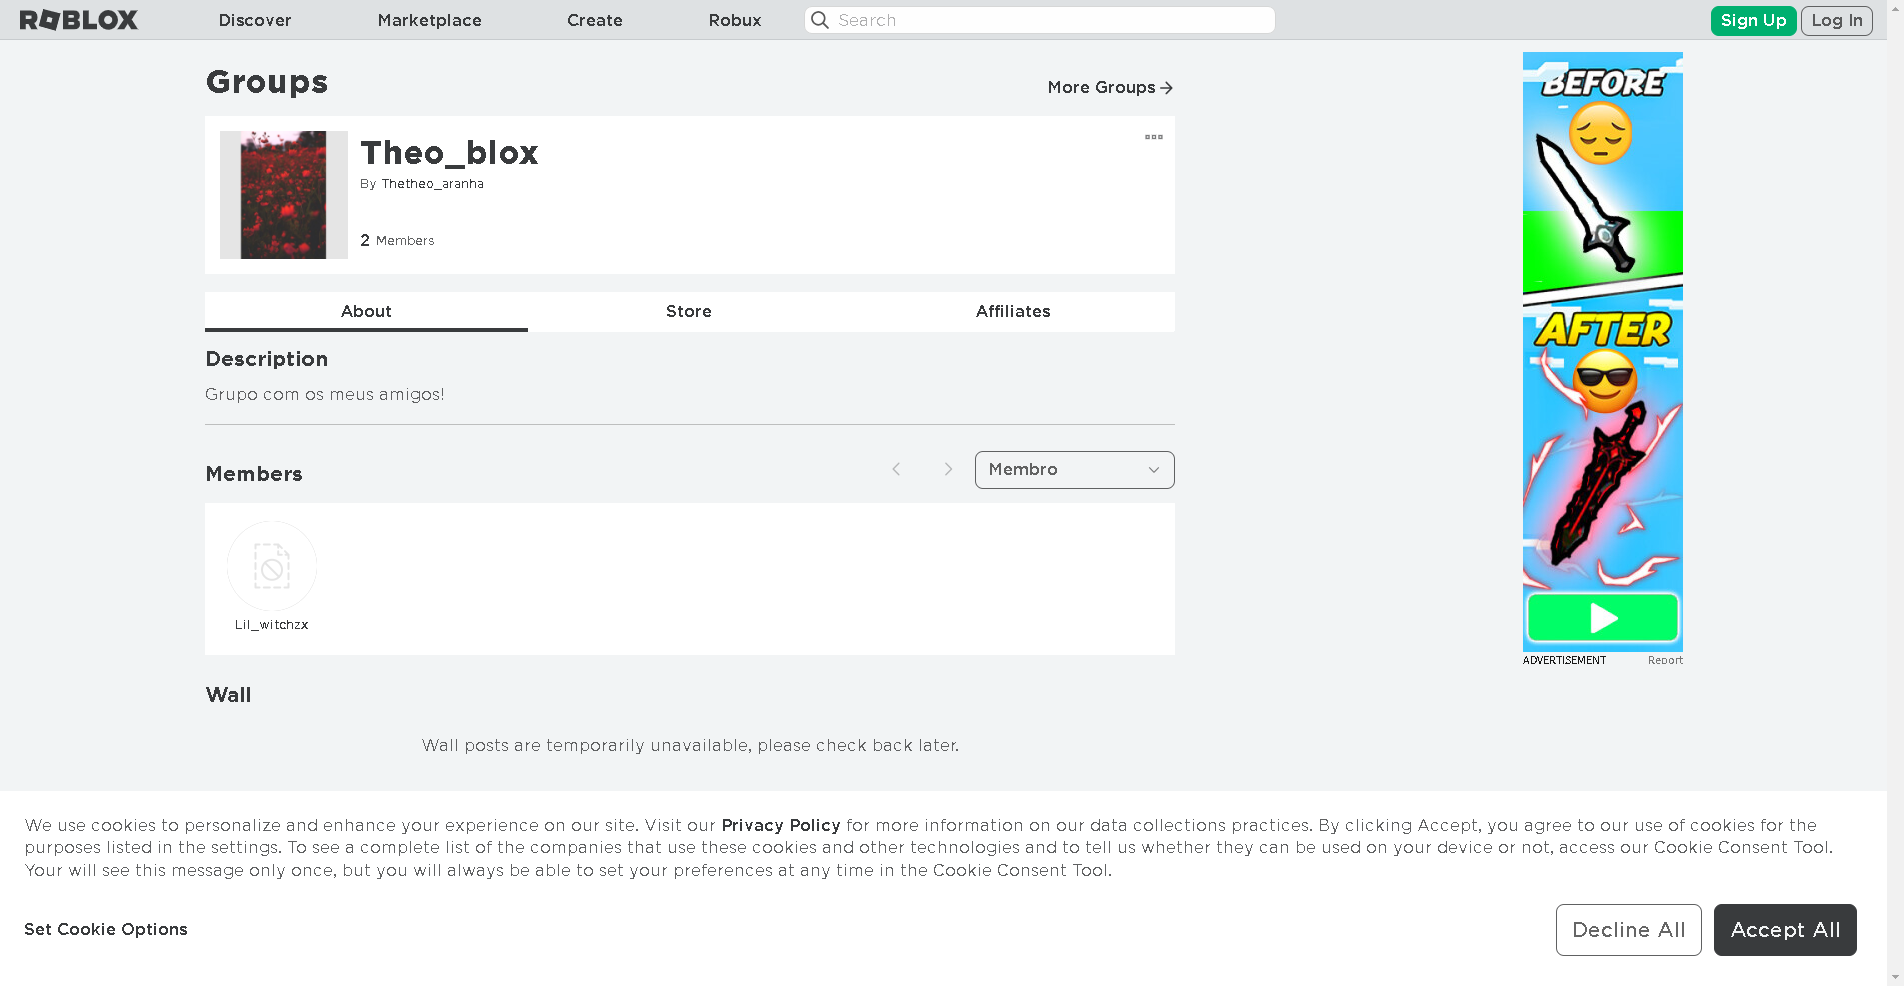 ROBLOX Discover Marketplace Create Robux Search Sign Up Log In
Groups
More Groups
Theo_blox
By Thetheo_aranha
2 Members
About Store Affiliates
Description
Grupo com os meus amigos!
Members
Membro
Lil_witchzx
Wall
Wall posts are temporarily unavailable, please check back later.
BEFORE
AFTER
ADVERTISEMENT Report
We use cookies to personalize and enhance your experience on our site. Visit our Privacy Policy for more information on our data collections practices. By clicking Accept, you agree to our use of cookies for the
purposes listed in the settings. To see a complete list of the companies that use these cookies and other technologies and to tell us whether they can be used on your device or not, access our Cookie Consent Tool.
Your will see this message only once, but you will always be able to set your preferences at any time in the Cookie Consent Tool.
Set Cookie Options
Decline All
Accept All